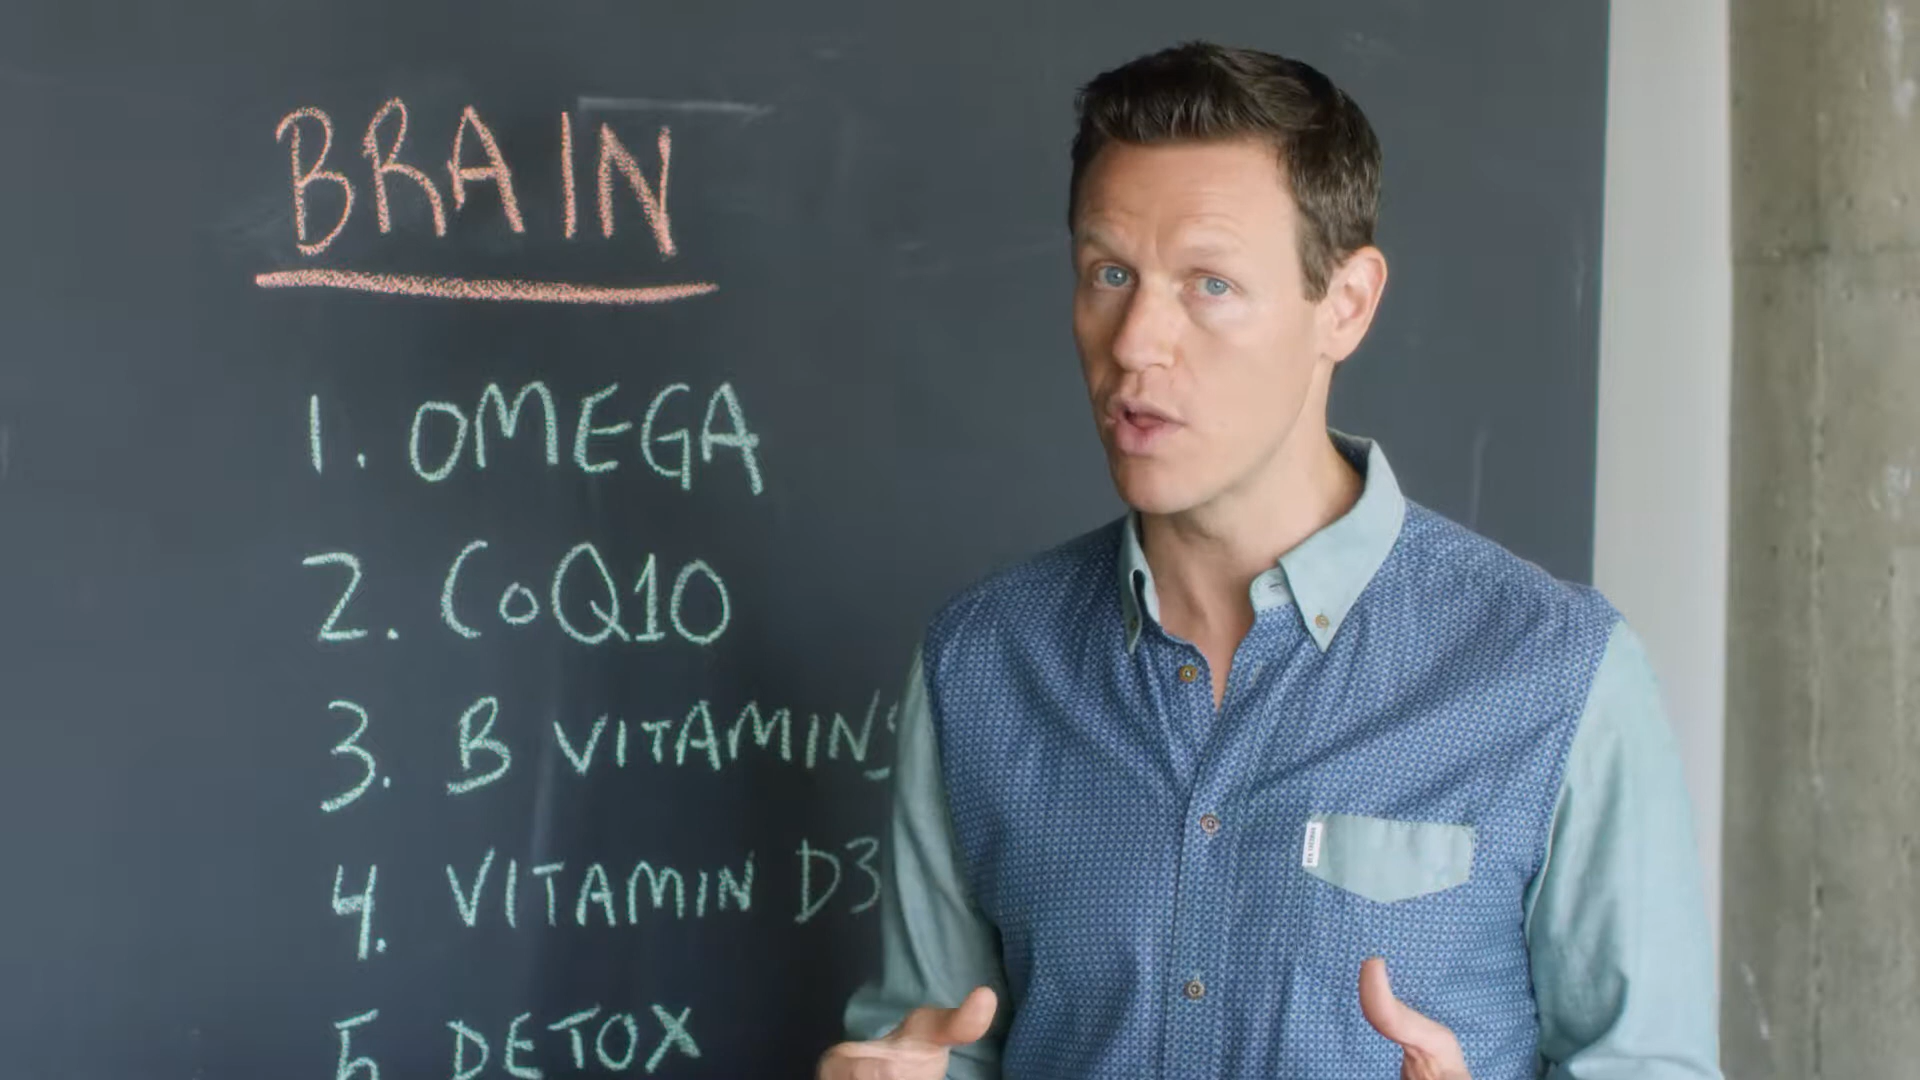 BRAIN
1. OMEGA
2. CoQ10
3. B VITAMINS
4. VITAMIN D3
5 DETOX